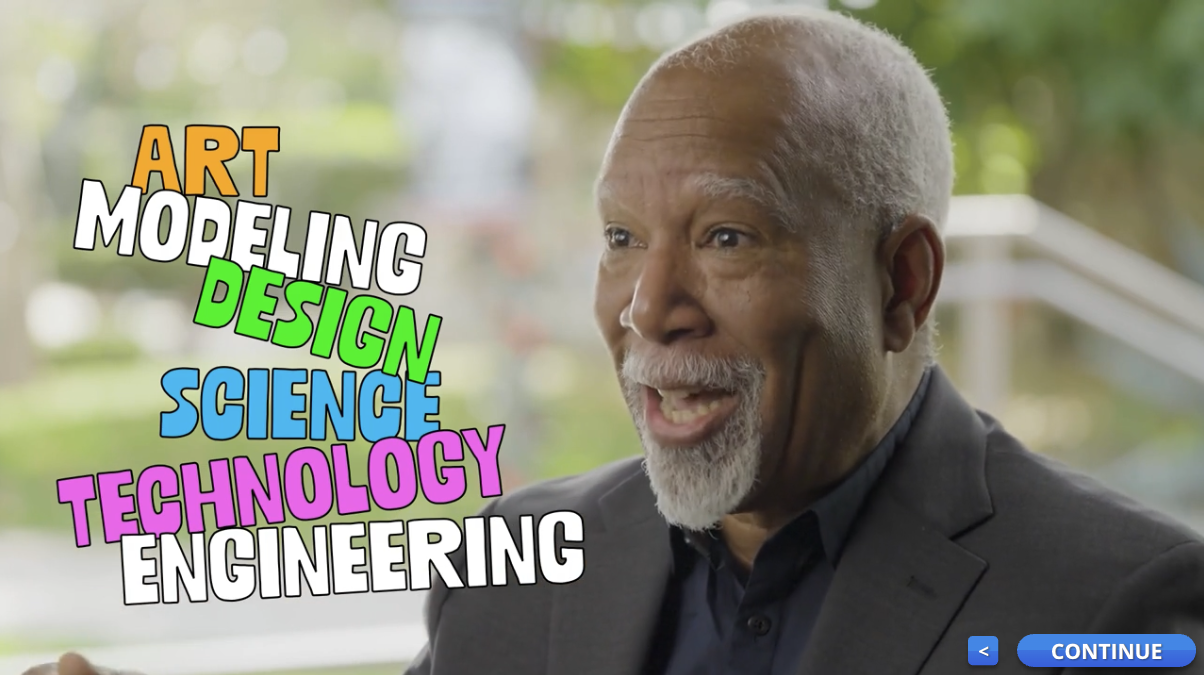 ART
MODELING
DESIGN
SCIENCE
TECHNOLOGY
ENGINEERING
< CONTINUE